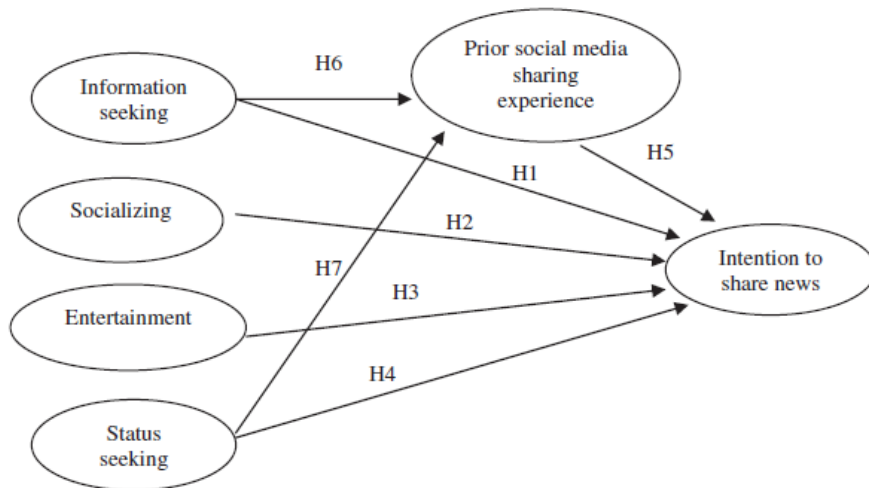 Prior social media
sharing
experience
H6
Information
seeking
H5
H1
Socializing
H2
Intention to
share news
H7
H3
Entertainment
H4
Status
seeking